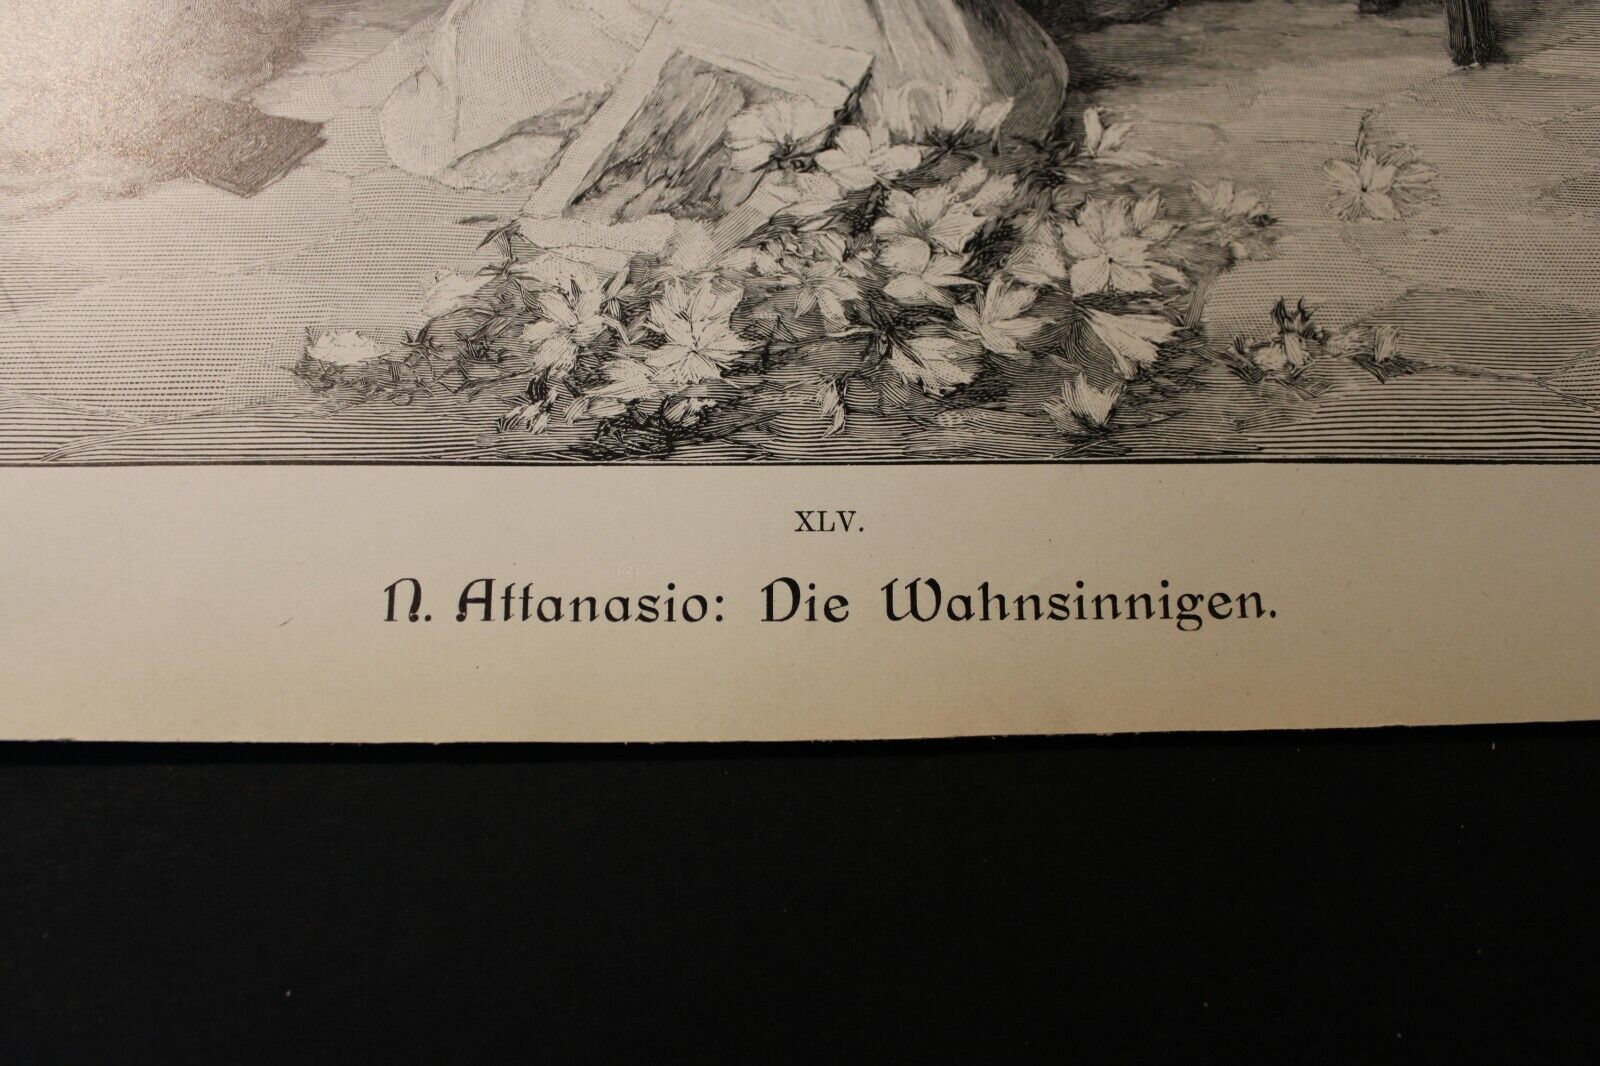 XLV.
N. Attanasio: Die Wahnsinnigen.